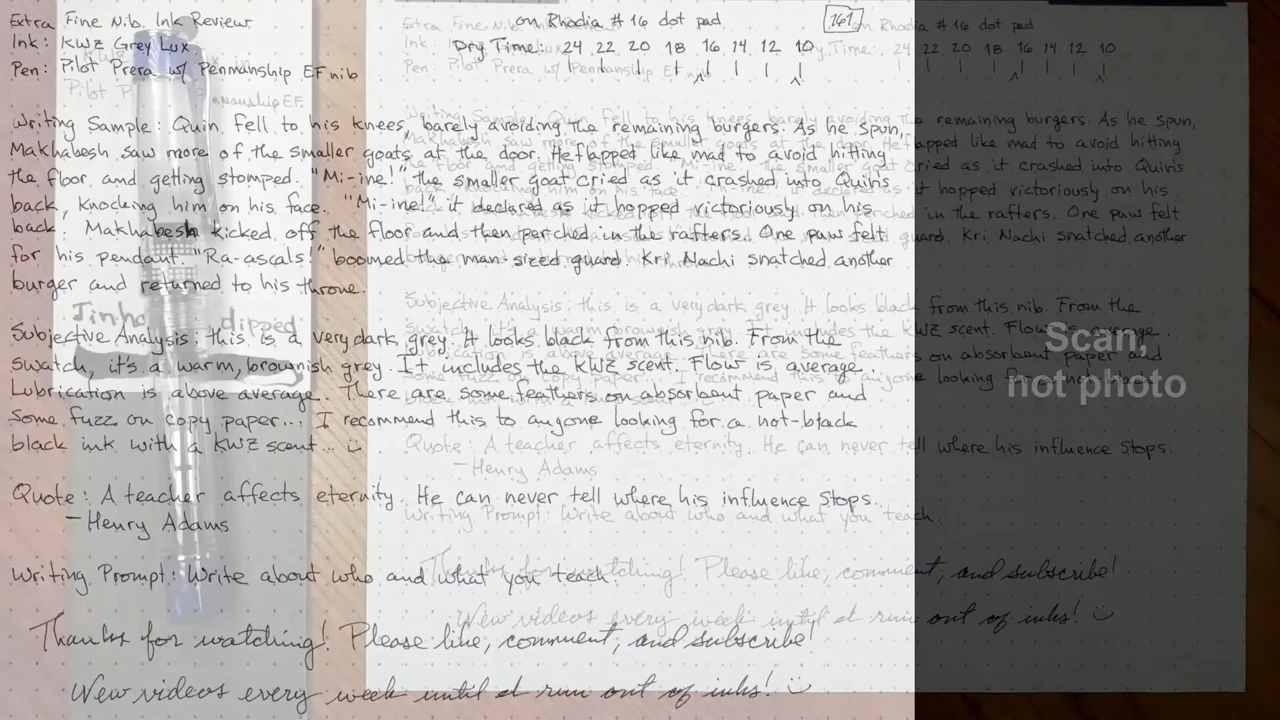 Extra Fine Nib Ink Review on Rhodia #16 dot pad 161
Ink: KWZ Grey Lux Dry Time: 24 22 20 18 16 14 12 10
Pen: Pilot Prera w/ Penmanship EF nib
Writing Sample: Quin fell to his knees, barely avoiding the remaining burgers. As he spun,
Makhabesh saw more of the smaller goats at the door. He flapped like mad to avoid hitting
the floor and getting stomped. "Mi-ine!" the smaller goat cried as it crashed into Quin's
back, knocking him on his face. "Mi-ine!" it declared as it hopped victoriously on his
back. Makhabesh kicked off the floor and then perched in the rafters. One paw felt
for his pendant. "Ra-ascals!" boomed the man-sized guard. Kri Nachi snatched another
burger and returned to his throne.
Subjective Analysis: this is a very dark grey. It looks black from this nib. From the
swatch, it's a warm, brownish grey. It includes the KWZ scent. Flow is average.
Lubrication is above average. There are some feathers on absorbent paper and
some fuzz on copy paper... I recommend this to anyone looking for a not-black
black ink with a KWZ scent... :)
Quote: A teacher affects eternity. He can never tell where his influence stops.
- Henry Adams
Writing Prompt: Write about who and what you teach.
Thanks for watching! Please like, comment, and subscribe!
New videos every week until I run out of inks! :)
dipped
Scan,
not photo